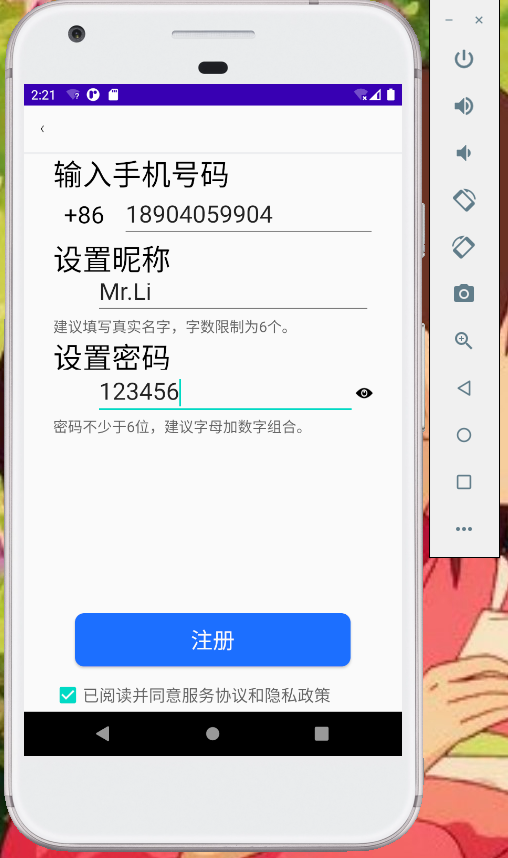 2:21
输入手机号码
+86 18904059904
设置昵称
Mr.Li
建议填写真实名字，字数限制为6个。
设置密码
123456
密码不少于6位，建议字母加数字组合。
注册
已阅读并同意服务协议和隐私政策